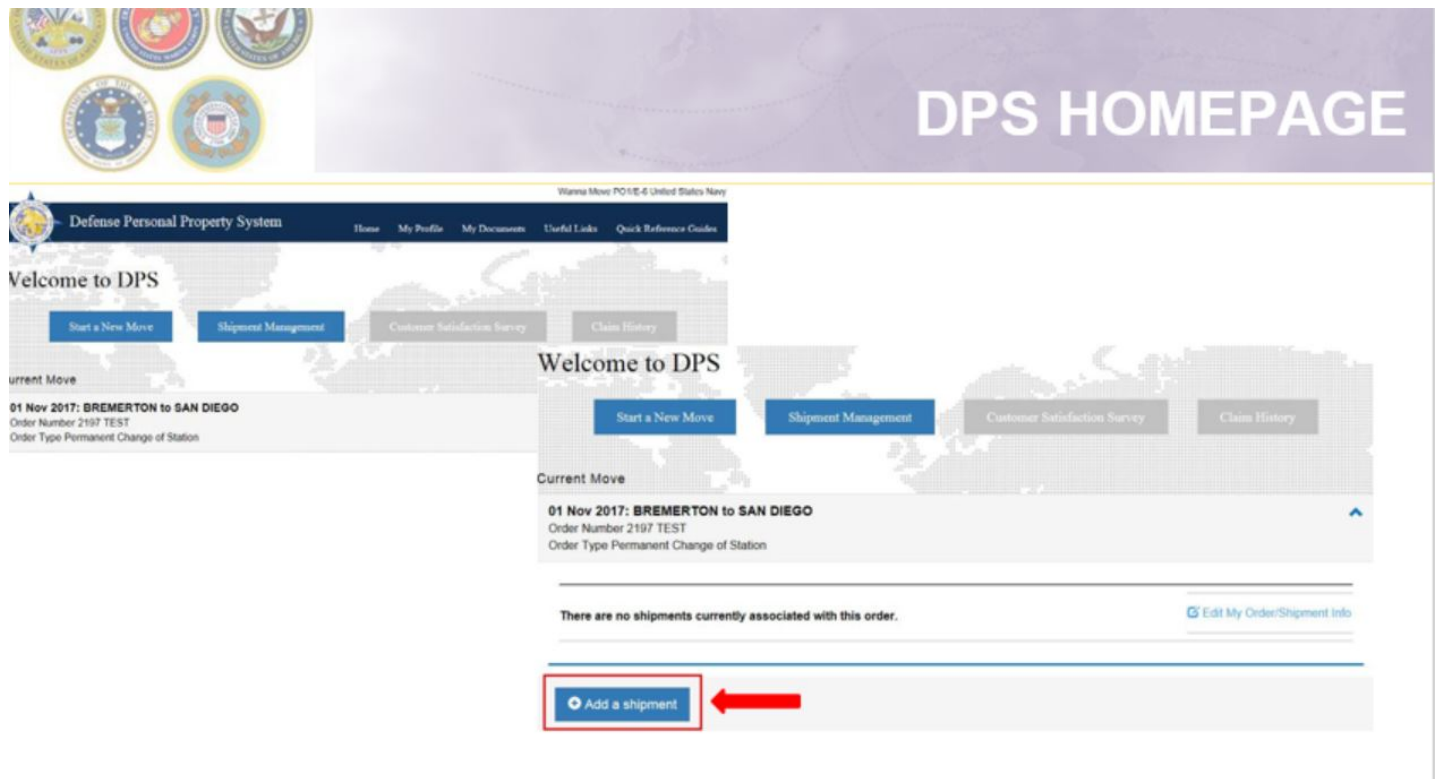 DPS HOMEPAGE
Wanna Move PO1/E-6 United States Navy
Defense Personal Property System
Home My Profile My Documents Useful Links Quick Reference Guides
Welcome to DPS
Start a New Move Shipment Management Customer Satisfaction Survey Claim History
urrent Move
01 Nov 2017: BREMERTON to SAN DIEGO
Order Number 2197 TEST
Order Type Permanent Change of Station
Welcome to DPS
Start a New Move Shipment Management Customer Satisfaction Survey Claim History
Current Move
01 Nov 2017: BREMERTON to SAN DIEGO
Order Number 2197 TEST
Order Type Permanent Change of Station
There are no shipments currently associated with this order.
Edit My Order/Shipment Info
Add a shipment